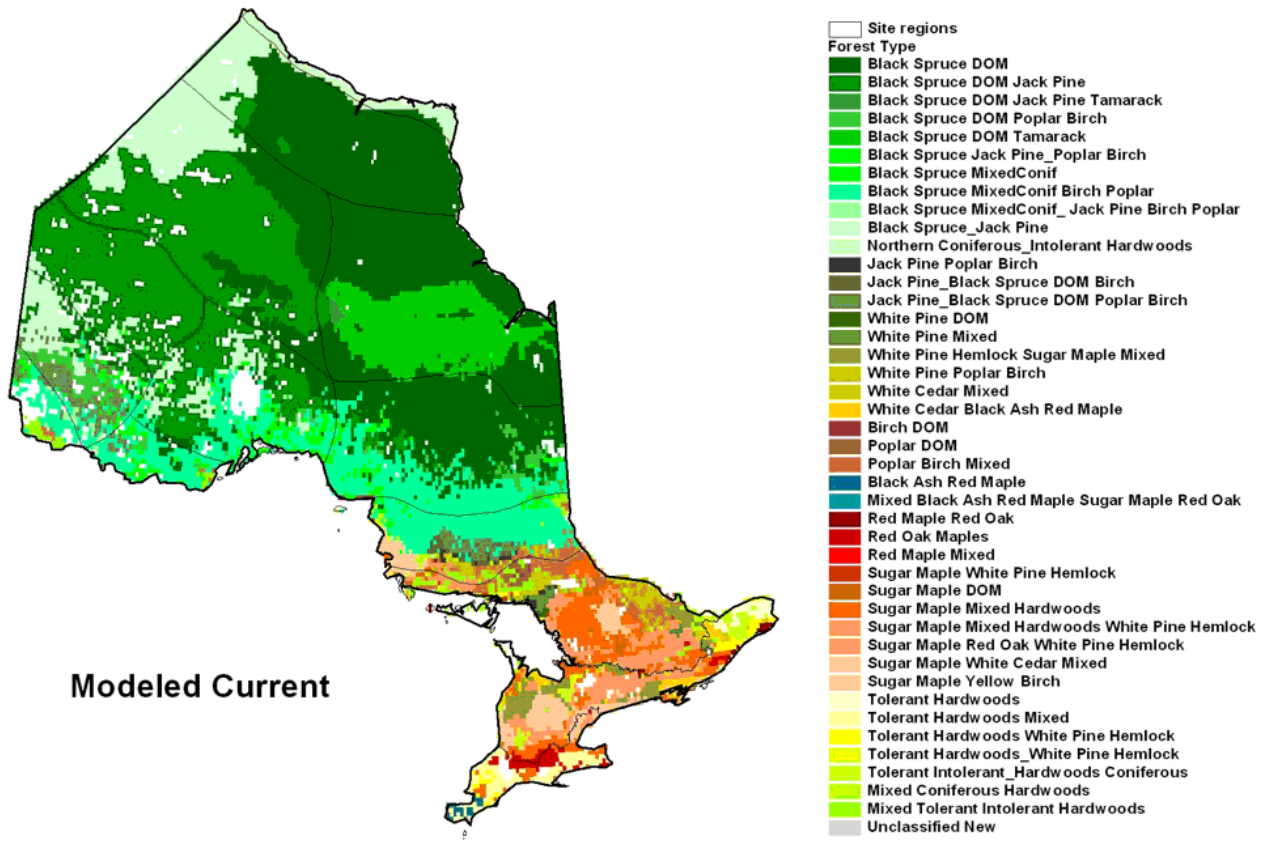 Site regions
Forest Type
Black Spruce DOM
Black Spruce DOM Jack Pine
Black Spruce DOM Jack Pine Tamarack
Black Spruce DOM Poplar Birch
Black Spruce DOM Tamarack
Black Spruce Jack Pine_Poplar Birch
Black Spruce MixedConif
Black Spruce MixedConif Birch Poplar
Black Spruce MixedConif_ Jack Pine Birch Poplar
Black Spruce_Jack Pine
Northern Coniferous_Intolerant Hardwoods
Jack Pine Poplar Birch
Jack Pine_Black Spruce DOM Birch
Jack Pine_Black Spruce DOM Poplar Birch
White Pine DOM
White Pine Mixed
White Pine Hemlock Sugar Maple Mixed
White Pine Poplar Birch
White Cedar Mixed
White Cedar Black Ash Red Maple
Birch DOM
Poplar DOM
Poplar Birch Mixed
Black Ash Red Maple
Mixed Black Ash Red Maple Sugar Maple Red Oak
Red Maple Red Oak
Red Oak Maples
Red Maple Mixed
Sugar Maple White Pine Hemlock
Sugar Maple DOM
Sugar Maple Mixed Hardwoods
Sugar Maple Mixed Hardwoods White Pine Hemlock
Sugar Maple Red Oak White Pine Hemlock
Sugar Maple White Cedar Mixed
Sugar Maple Yellow Birch
Tolerant Hardwoods
Tolerant Hardwoods Mixed
Tolerant Hardwoods White Pine Hemlock
Tolerant Hardwoods_White Pine Hemlock
Tolerant Intolerant_Hardwoods Coniferous
Mixed Coniferous Hardwoods
Mixed Tolerant Intolerant Hardwoods
Unclassified New
Modeled Current